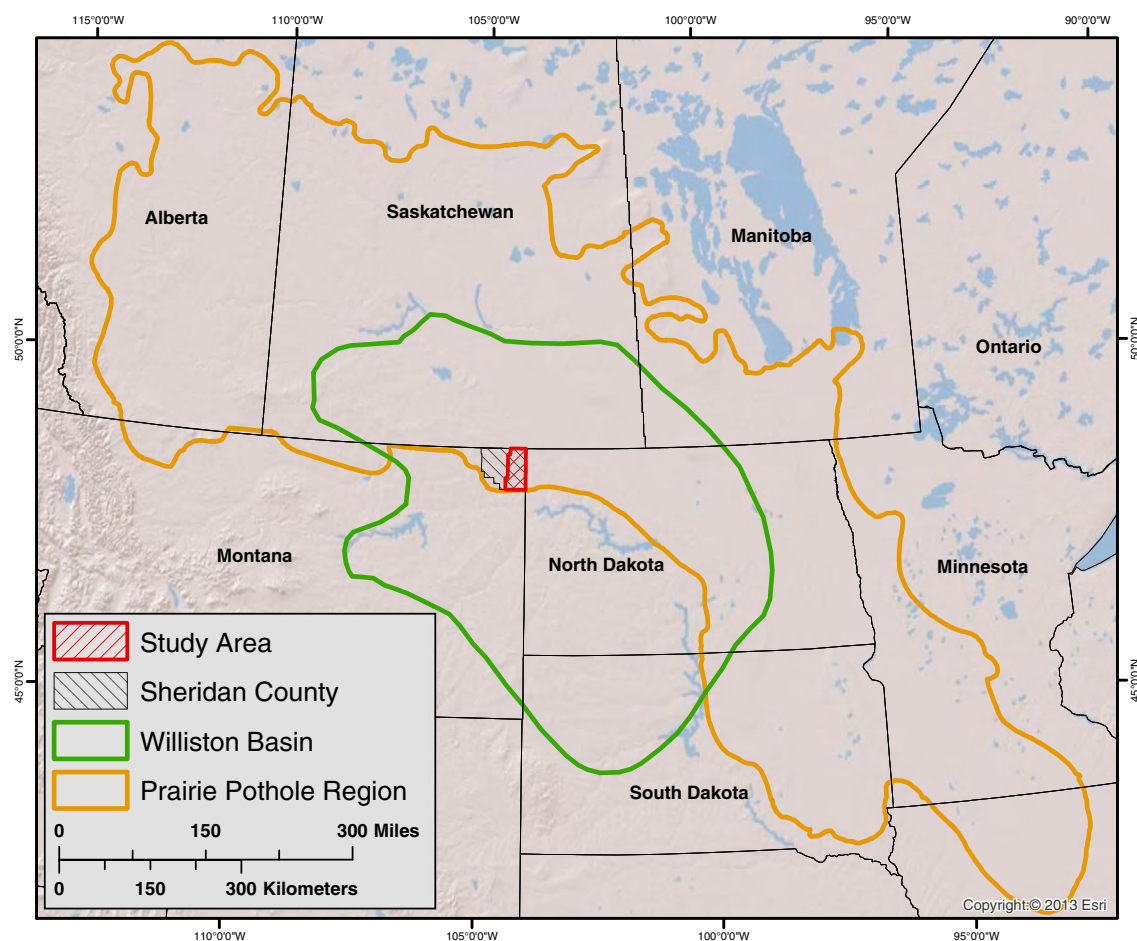 115°0'0"W 110°0'0"W 105°0'0"W 100°0'0"W 95°0'0"W 90°0'0"W
Alberta
Saskatchewan
Manitoba
Ontario
50°0'0"N
50°0'0"N
Montana
North Dakota
Minnesota
45°0'0"N
45°0'0"N
South Dakota
Study Area
Sheridan County
Williston Basin
Prairie Pothole Region
0 150 300 Miles
0 150 300 Kilometers
Copyright:© 2013 Esri
110°0'0"W 105°0'0"W 100°0'0"W 95°0'0"W